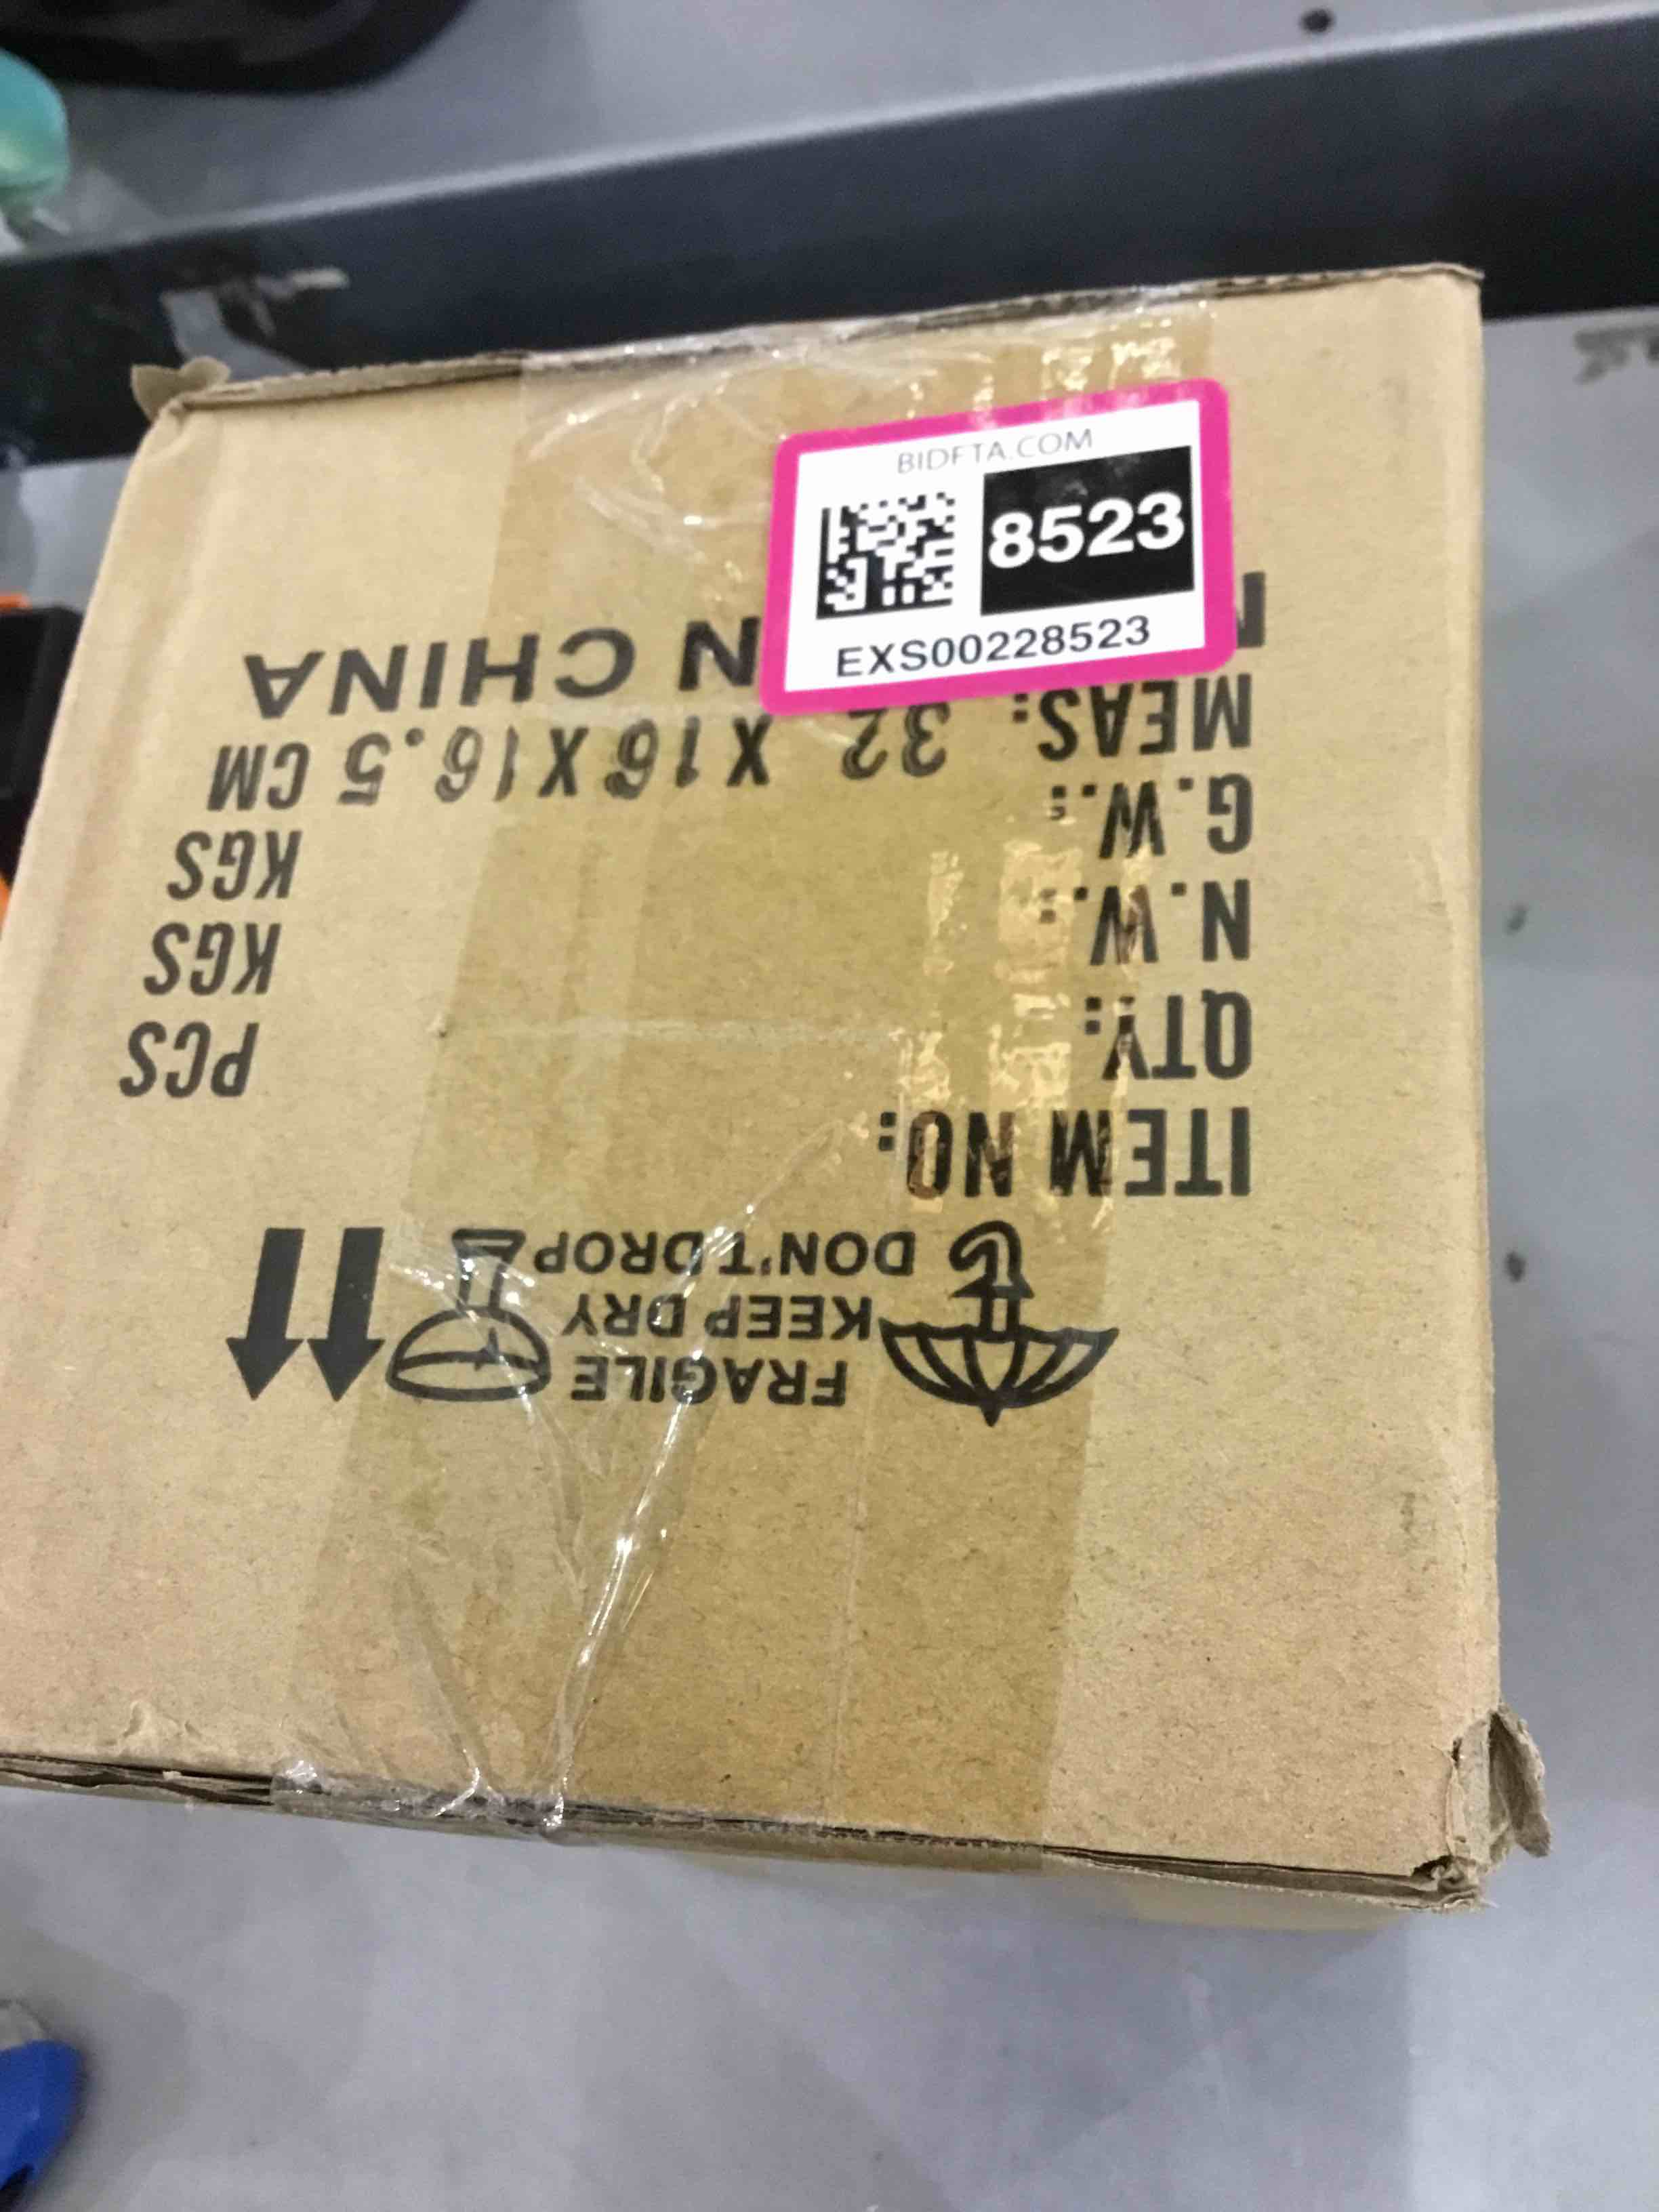 BIDFTA.COM
8523
EXS00228523
FRAGILE
KEEP DRY
DON'T DROP
ITEM NO:
QTY: PCS
N.W.: KGS
G.W.: KGS
MEAS: 32 X16X16.5 CM
N CHINA